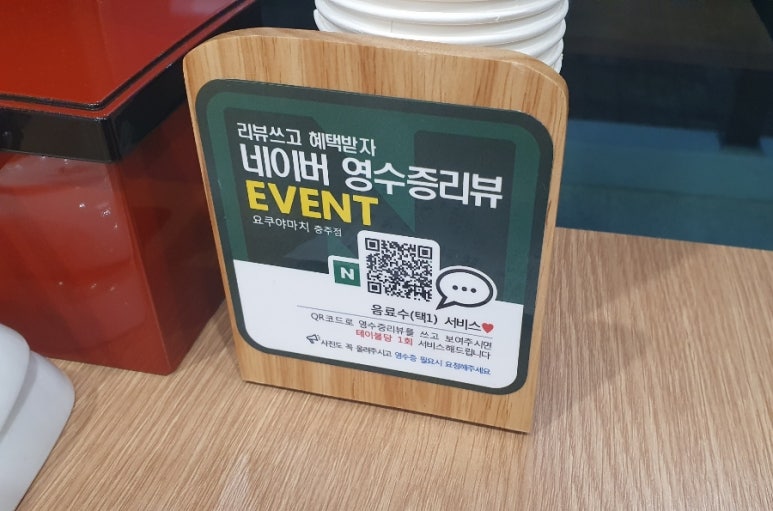 리뷰쓰고 혜택받자
네이버 영수증리뷰
EVENT
요쿠야마치 충주점
N
음료수(택1) 서비스♥
QR코드로 영수증리뷰를 쓰고 보여주시면
테이블당 1회 서비스해드립니다
사진도 꼭 올려주시고 영수증 필요시 요청해주세요